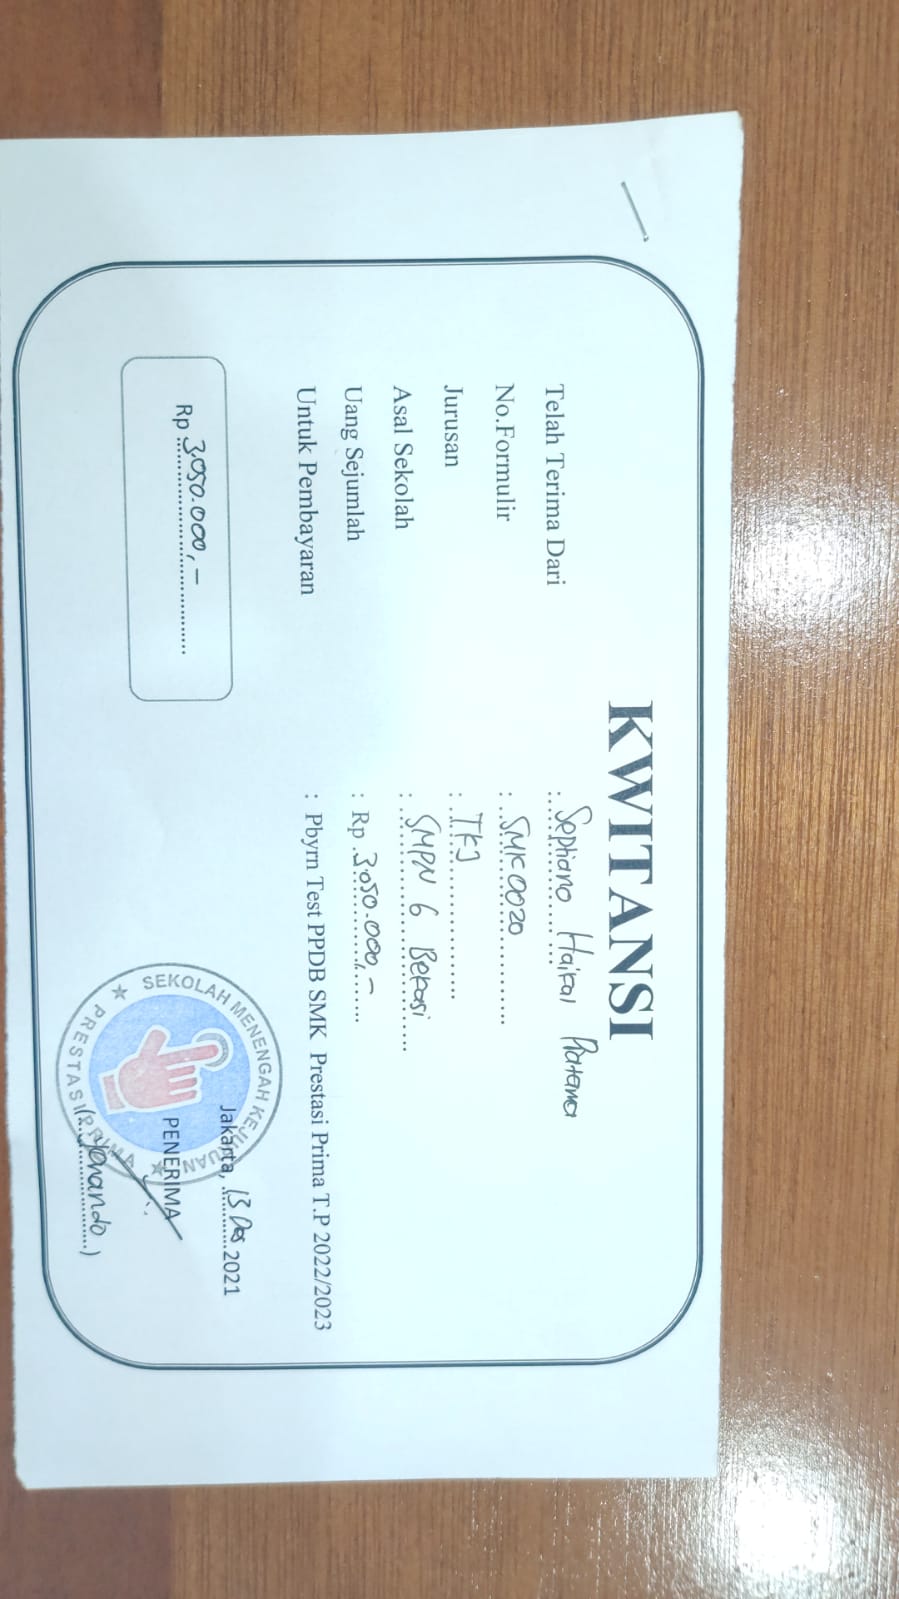 KWITANSI
Telah Terima Dari : Septiano Haikal Pratama
No.Formulir : SMK0020
Jurusan : TKJ
Asal Sekolah : SMPN 6 Bekasi
Uang Sejumlah : Rp 3.050.000,-
Untuk Pembayaran : Pbyrn Test PPDB SMK Prestasi Prima T.P 2022/2023
Jakarta, 13 Des 2021
PENERIMA
Rp 3.050.000,-
(Yonando)
SEKOLAH MENENGAH KEJURUAN
PRESTASI PRIMA